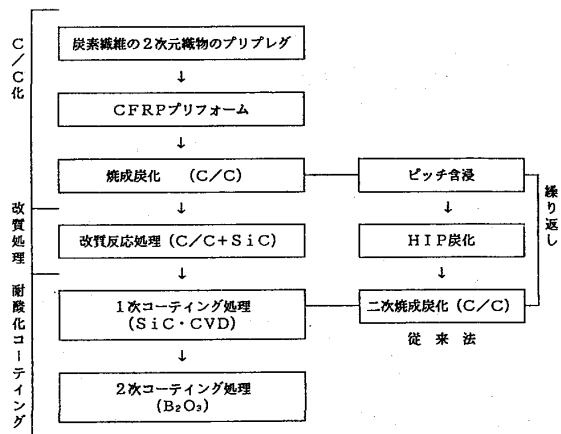 C/C化
炭素繊維の2次元織物のプリプレグ
↓
CFRPプリフォーム
↓
焼成炭化 (C/C)
ピッチ含浸
↓
↓
繰り返し
改質処理
改質反応処理(C/C+SiC)
HIP炭化
↓
↓
耐酸化コーティング
1次コーティング処理
(SiC・CVD)
二次焼成炭化(C/C)
従来法
↓
2次コーティング処理
(B₂O₃)